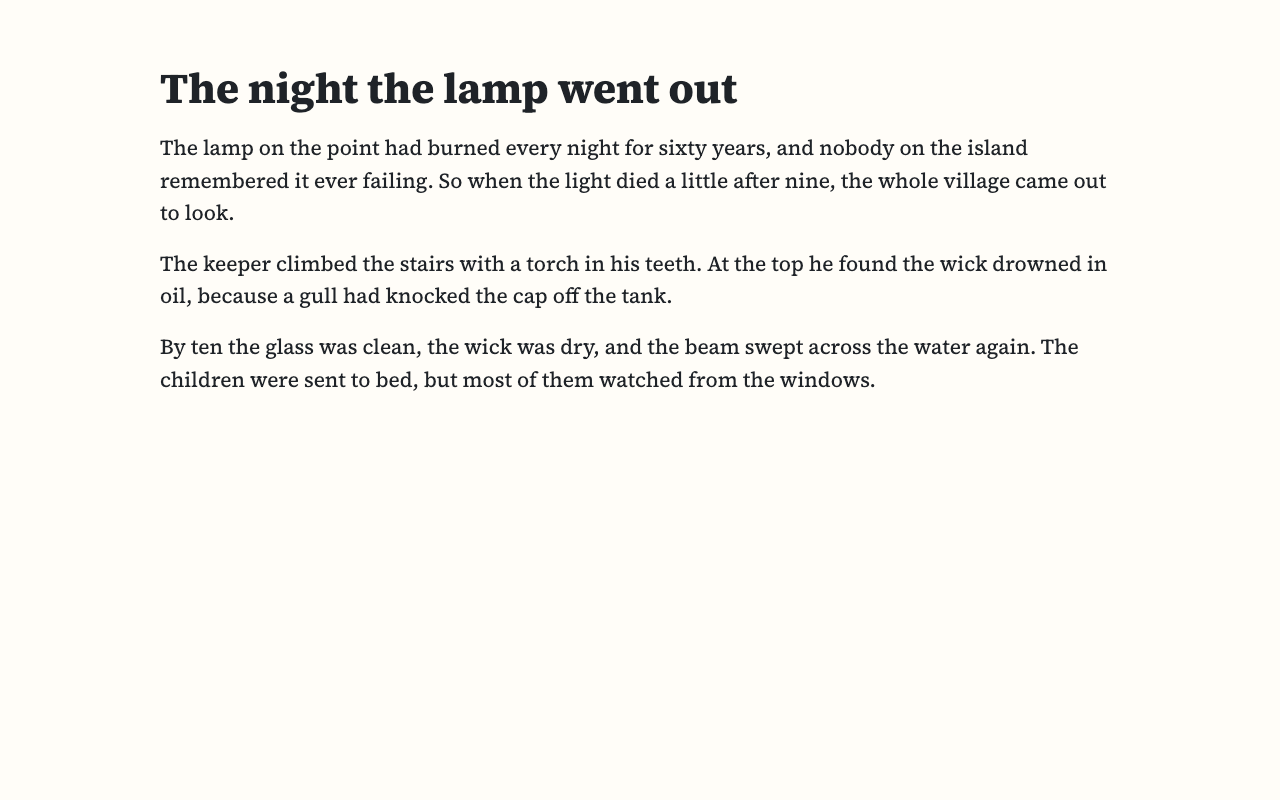 The night the lamp went out
The lamp on the point had burned every night for sixty years, and nobody on the island
remembered it ever failing. So when the light died a little after nine, the whole village came out
to look.
The keeper climbed the stairs with a torch in his teeth. At the top he found the wick drowned in
oil, because a gull had knocked the cap off the tank.
By ten the glass was clean, the wick was dry, and the beam swept across the water again. The
children were sent to bed, but most of them watched from the windows.